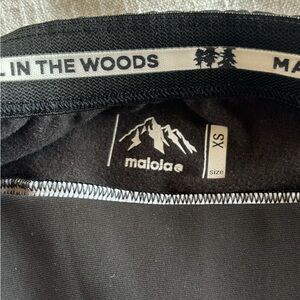 L IN THE WOODS MA
maloja
XS
size